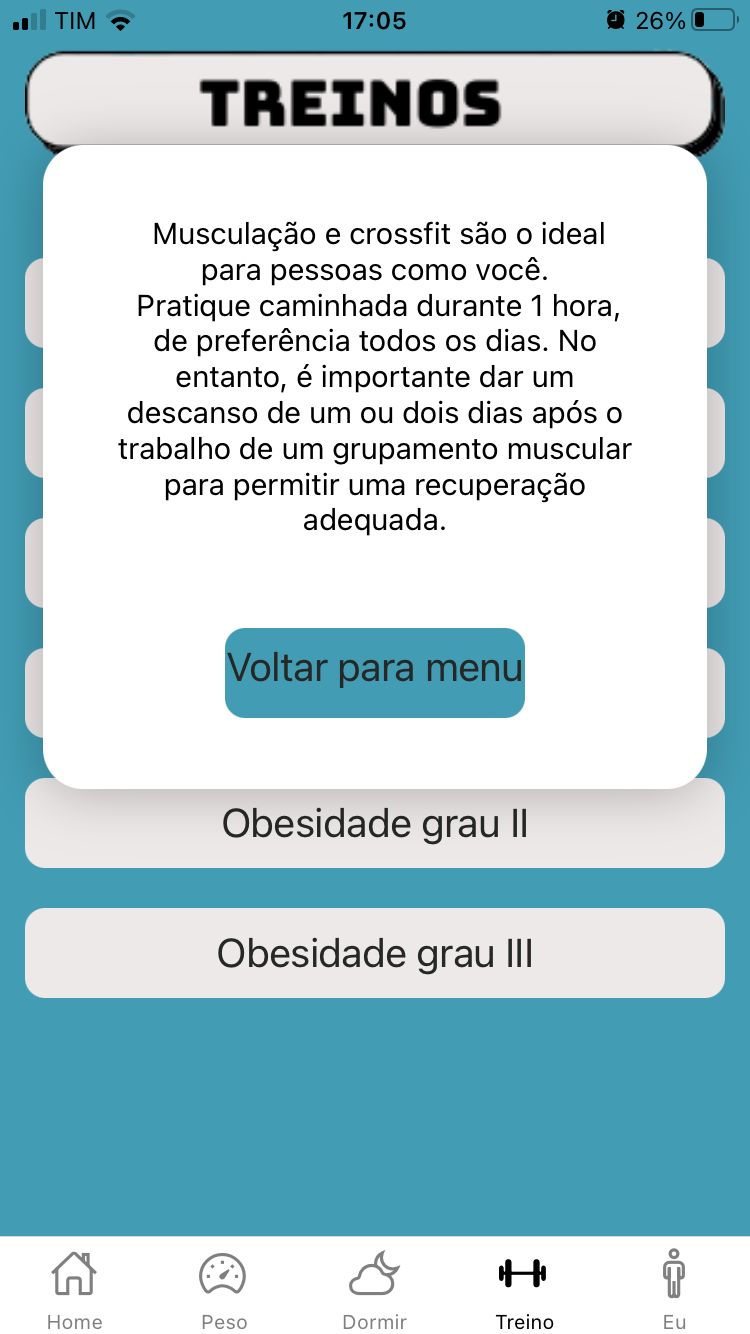 TIM 17:05 26%
TREINOS
Musculação e crossfit são o ideal
para pessoas como você.
Pratique caminhada durante 1 hora,
de preferência todos os dias. No
entanto, é importante dar um
descanso de um ou dois dias após o
trabalho de um grupamento muscular
para permitir uma recuperação
adequada.
Voltar para menu
Obesidade grau II
Obesidade grau III
Home Peso Dormir Treino Eu